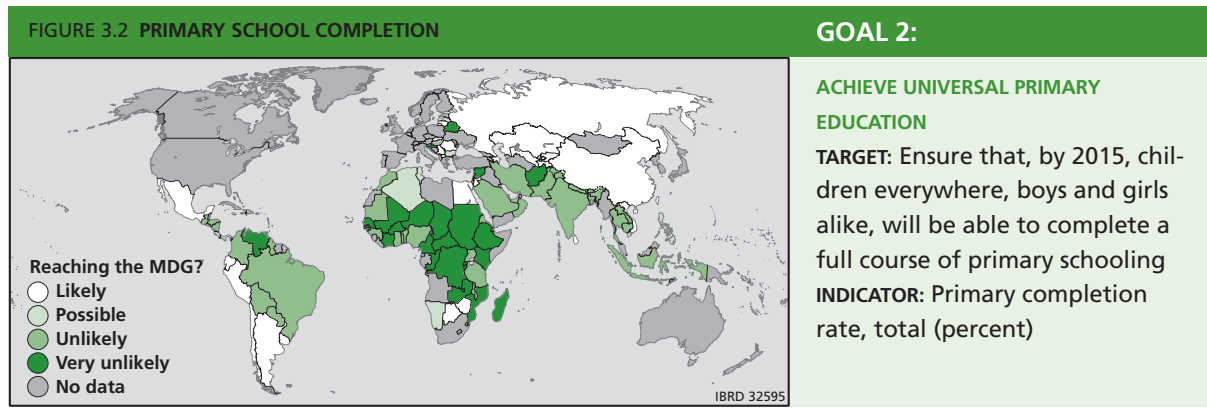 FIGURE 3.2 PRIMARY SCHOOL COMPLETION
Reaching the MDG?
Likely
Possible
Unlikely
Very unlikely
No data
IBRD 32595
GOAL 2:
ACHIEVE UNIVERSAL PRIMARY
EDUCATION
TARGET: Ensure that, by 2015, chil-
dren everywhere, boys and girls
alike, will be able to complete a
full course of primary schooling
INDICATOR: Primary completion
rate, total (percent)